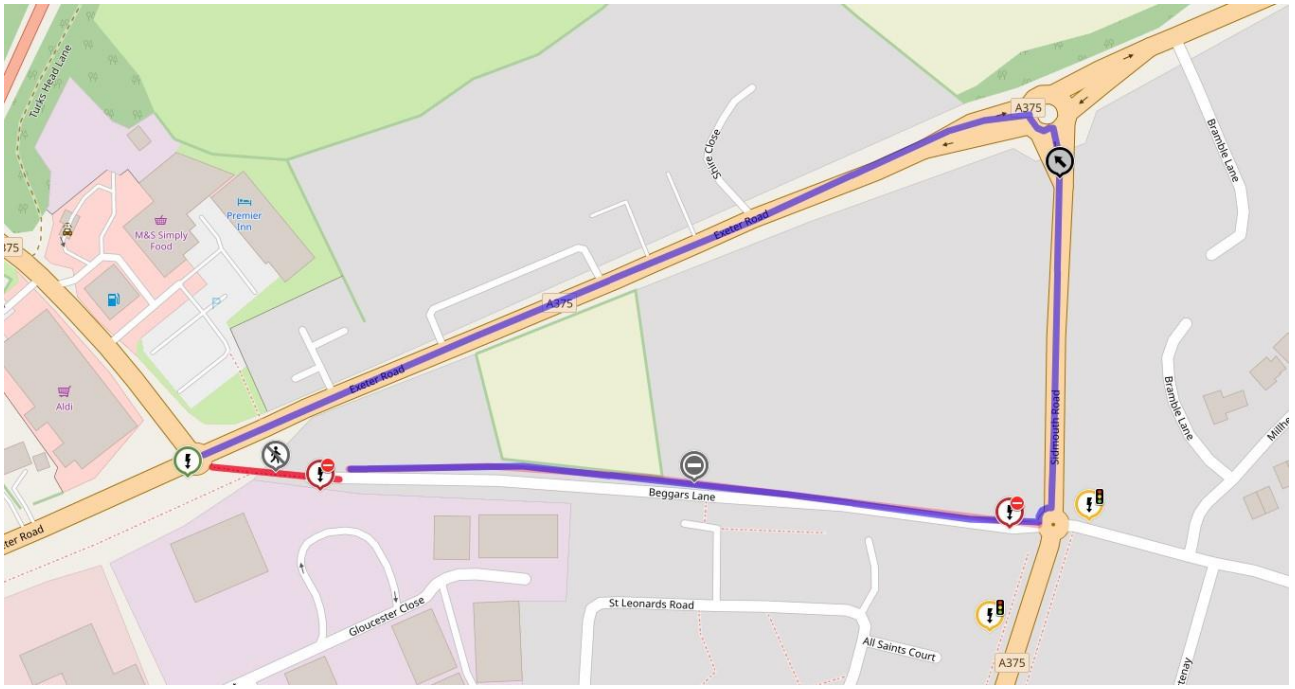 Turks Head Lane
A375
Bramble Lane
Shire Close
Premier
Inn
M&S Simply
Food
Exeter Road
375
A375
Exeter Road
Sidmouth Road
Bramble Lane
Aldi
Beggars Lane
ter Road
St Leonards Road
Gloucester Close
All Saints Court
A375